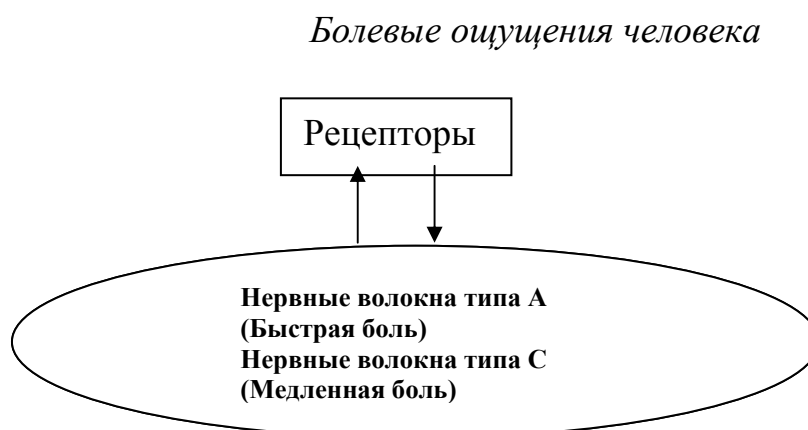 Болевые ощущения человека
Рецепторы
Нервные волокна типа А
(Быстрая боль)
Нервные волокна типа С
(Медленная боль)